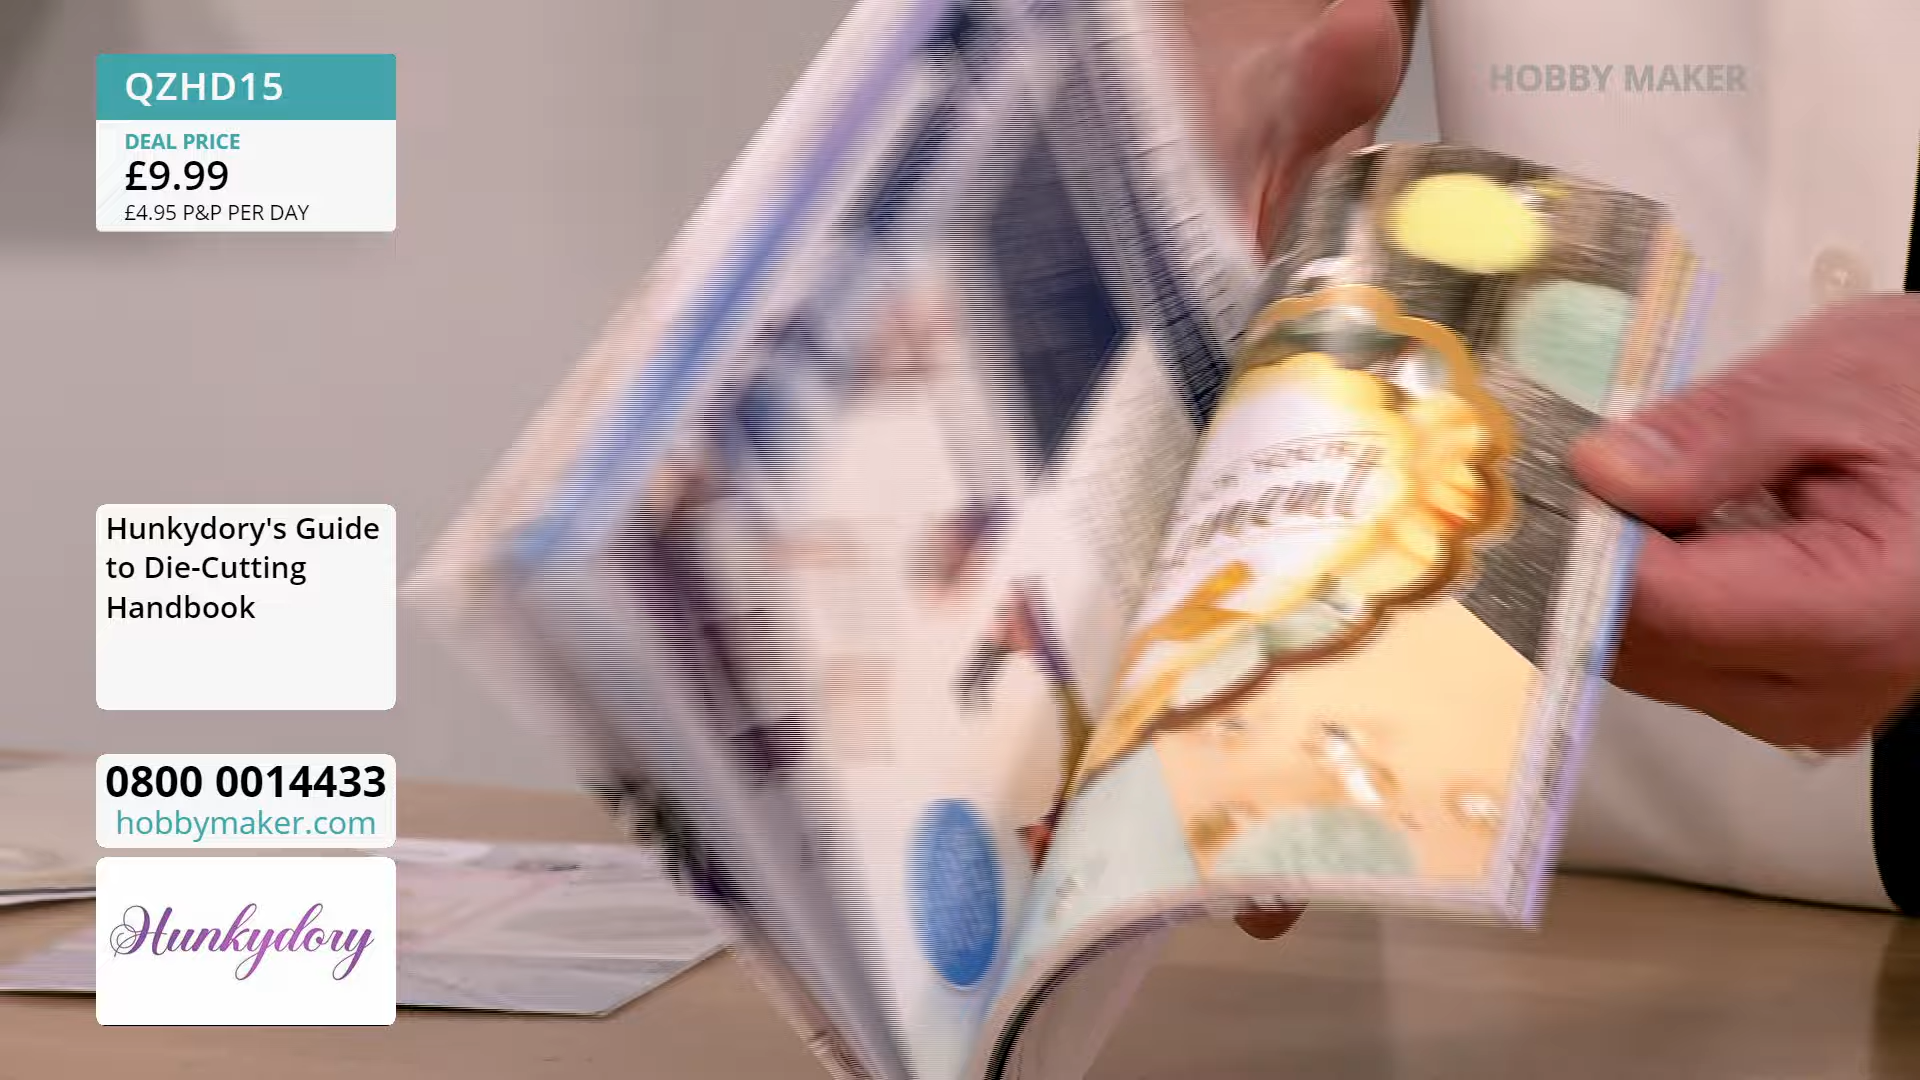 QZHD15
DEAL PRICE
£9.99
£4.95 P&P PER DAY
HOBBY MAKER
Hunkydory's Guide
to Die-Cutting
Handbook
0800 0014433
hobbymaker.com
Hunkydory